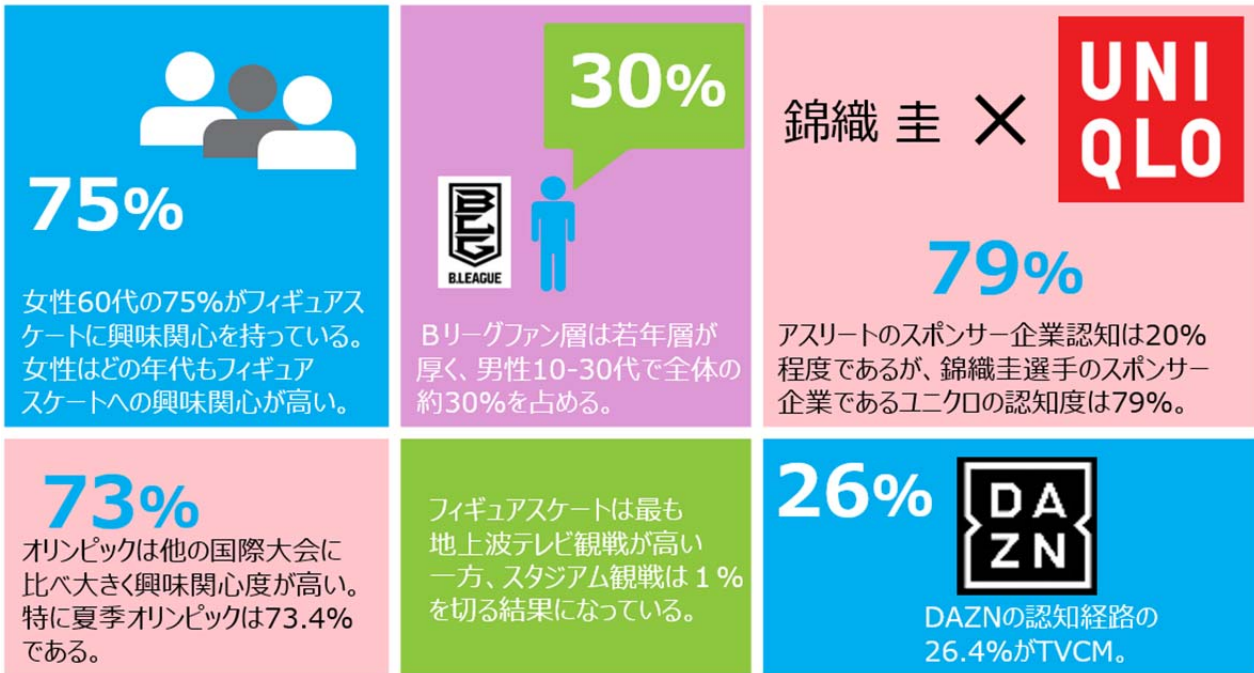 75%
女性60代の75%がフィギュアス
ケートに興味関心を持っている。
女性はどの年代もフィギュア
スケートへの興味関心が高い。
30%
B.LEAGUE
Bリーグファン層は若年層が
厚く、男性10-30代で全体の
約30%を占める。
錦織 圭 ×
UNI
QLO
79%
アスリートのスポンサー企業認知は20%
程度であるが、錦織圭選手のスポンサー
企業であるユニクロの認知度は79%。
73%
オリンピックは他の国際大会に
比べ大きく興味関心度が高い。
特に夏季オリンピックは73.4%
である。
フィギュアスケートは最も
地上波テレビ観戦が高い
一方、スタジアム観戦は１%
を切る結果になっている。
26%
DA
ZN
DAZNの認知経路の
26.4%がTVCM。